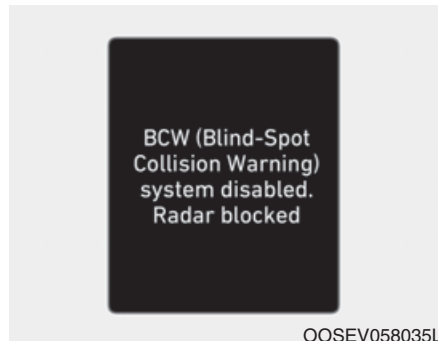 BCW (Blind-Spot
Collision Warning)
system disabled.
Radar blocked
OOSEV058035L